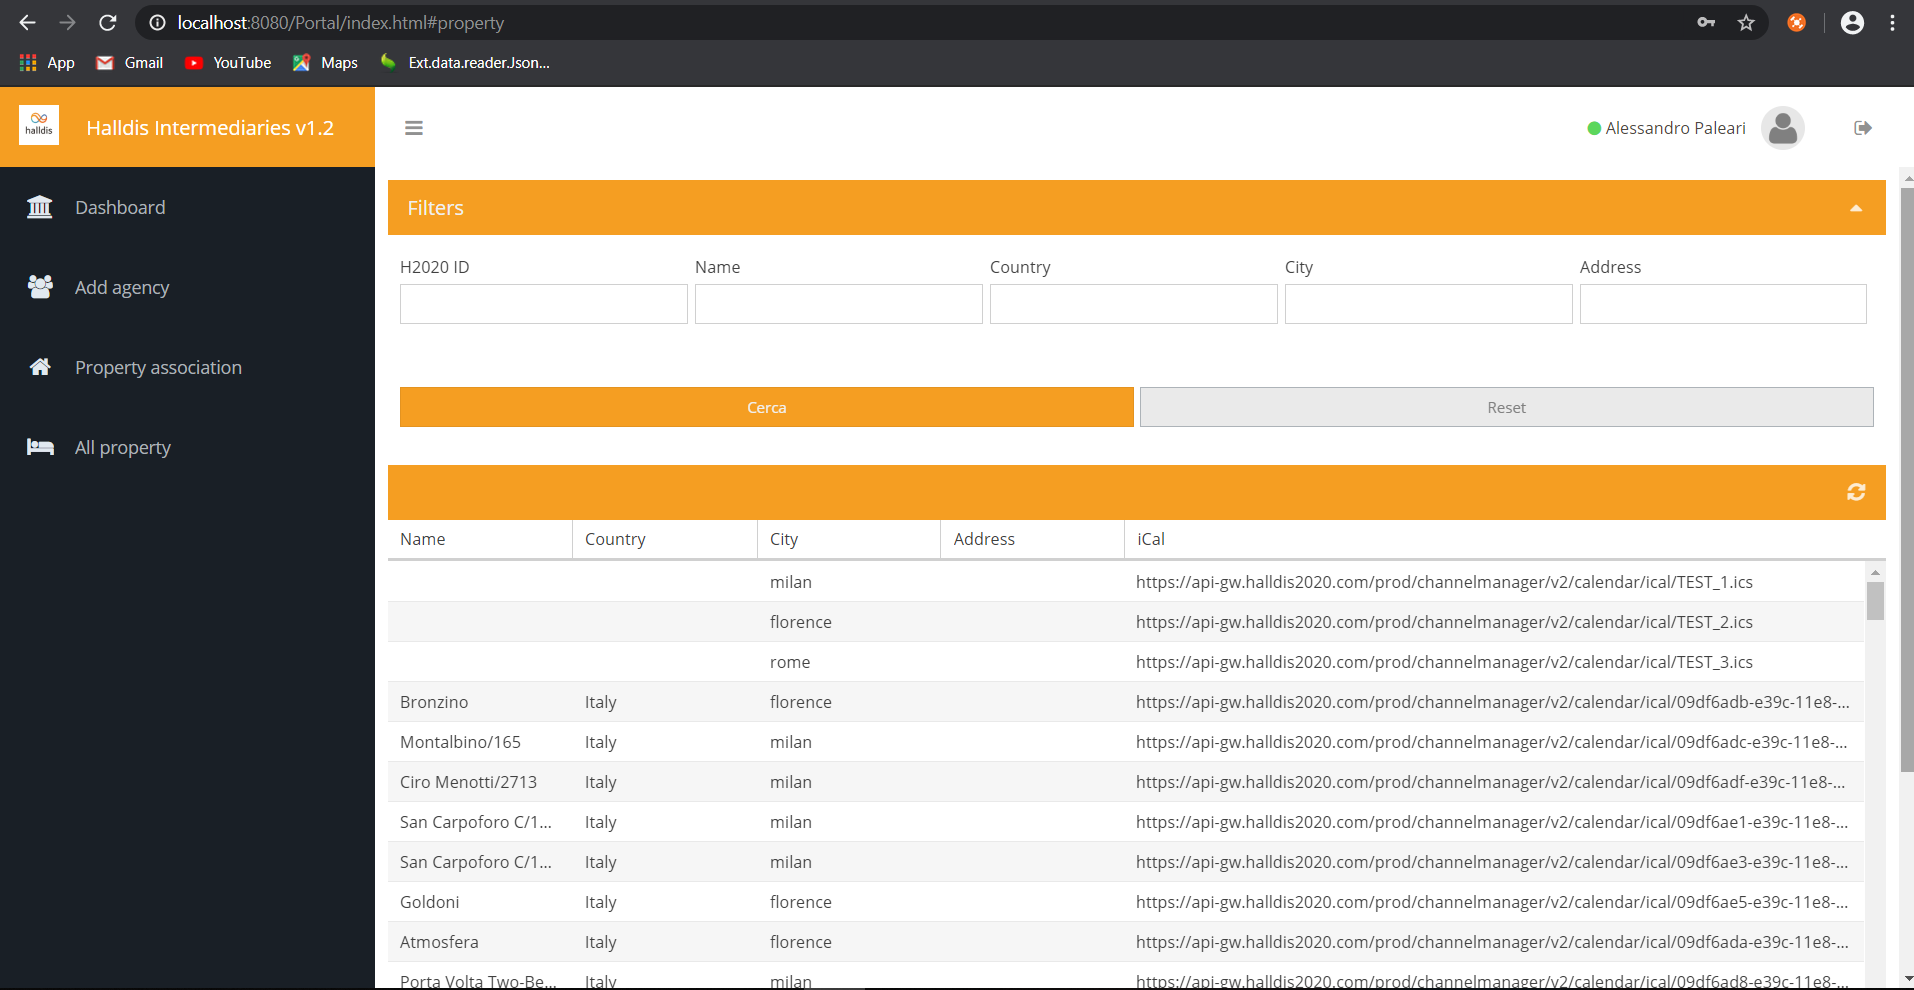 localhost:8080/Portal/index.html#property
App Gmail YouTube Maps Ext.data.reader.Json...
halldis Halldis Intermediaries v1.2
Alessandro Paleari
Dashboard
Add agency
Property association
All property
Filters
H2020 ID Name Country City Address
Cerca Reset
Name Country City Address iCal
milan https://api-gw.halldis2020.com/prod/channelmanager/v2/calendar/ical/TEST_1.ics
florence https://api-gw.halldis2020.com/prod/channelmanager/v2/calendar/ical/TEST_2.ics
rome https://api-gw.halldis2020.com/prod/channelmanager/v2/calendar/ical/TEST_3.ics
Bronzino Italy florence https://api-gw.halldis2020.com/prod/channelmanager/v2/calendar/ical/09df6adb-e39c-11e8-...
Montalbino/165 Italy milan https://api-gw.halldis2020.com/prod/channelmanager/v2/calendar/ical/09df6adc-e39c-11e8-...
Ciro Menotti/2713 Italy milan https://api-gw.halldis2020.com/prod/channelmanager/v2/calendar/ical/09df6adf-e39c-11e8-...
San Carpoforo C/1... Italy milan https://api-gw.halldis2020.com/prod/channelmanager/v2/calendar/ical/09df6ae1-e39c-11e8-...
San Carpoforo C/1... Italy milan https://api-gw.halldis2020.com/prod/channelmanager/v2/calendar/ical/09df6ae3-e39c-11e8-...
Goldoni Italy florence https://api-gw.halldis2020.com/prod/channelmanager/v2/calendar/ical/09df6ae5-e39c-11e8-...
Atmosfera Italy florence https://api-gw.halldis2020.com/prod/channelmanager/v2/calendar/ical/09df6ada-e39c-11e8-...
Porta Volta Two-Be... Italy milan https://api-gw.halldis2020.com/prod/channelmanager/v2/calendar/ical/09df6ad8-e39c-11e8-...